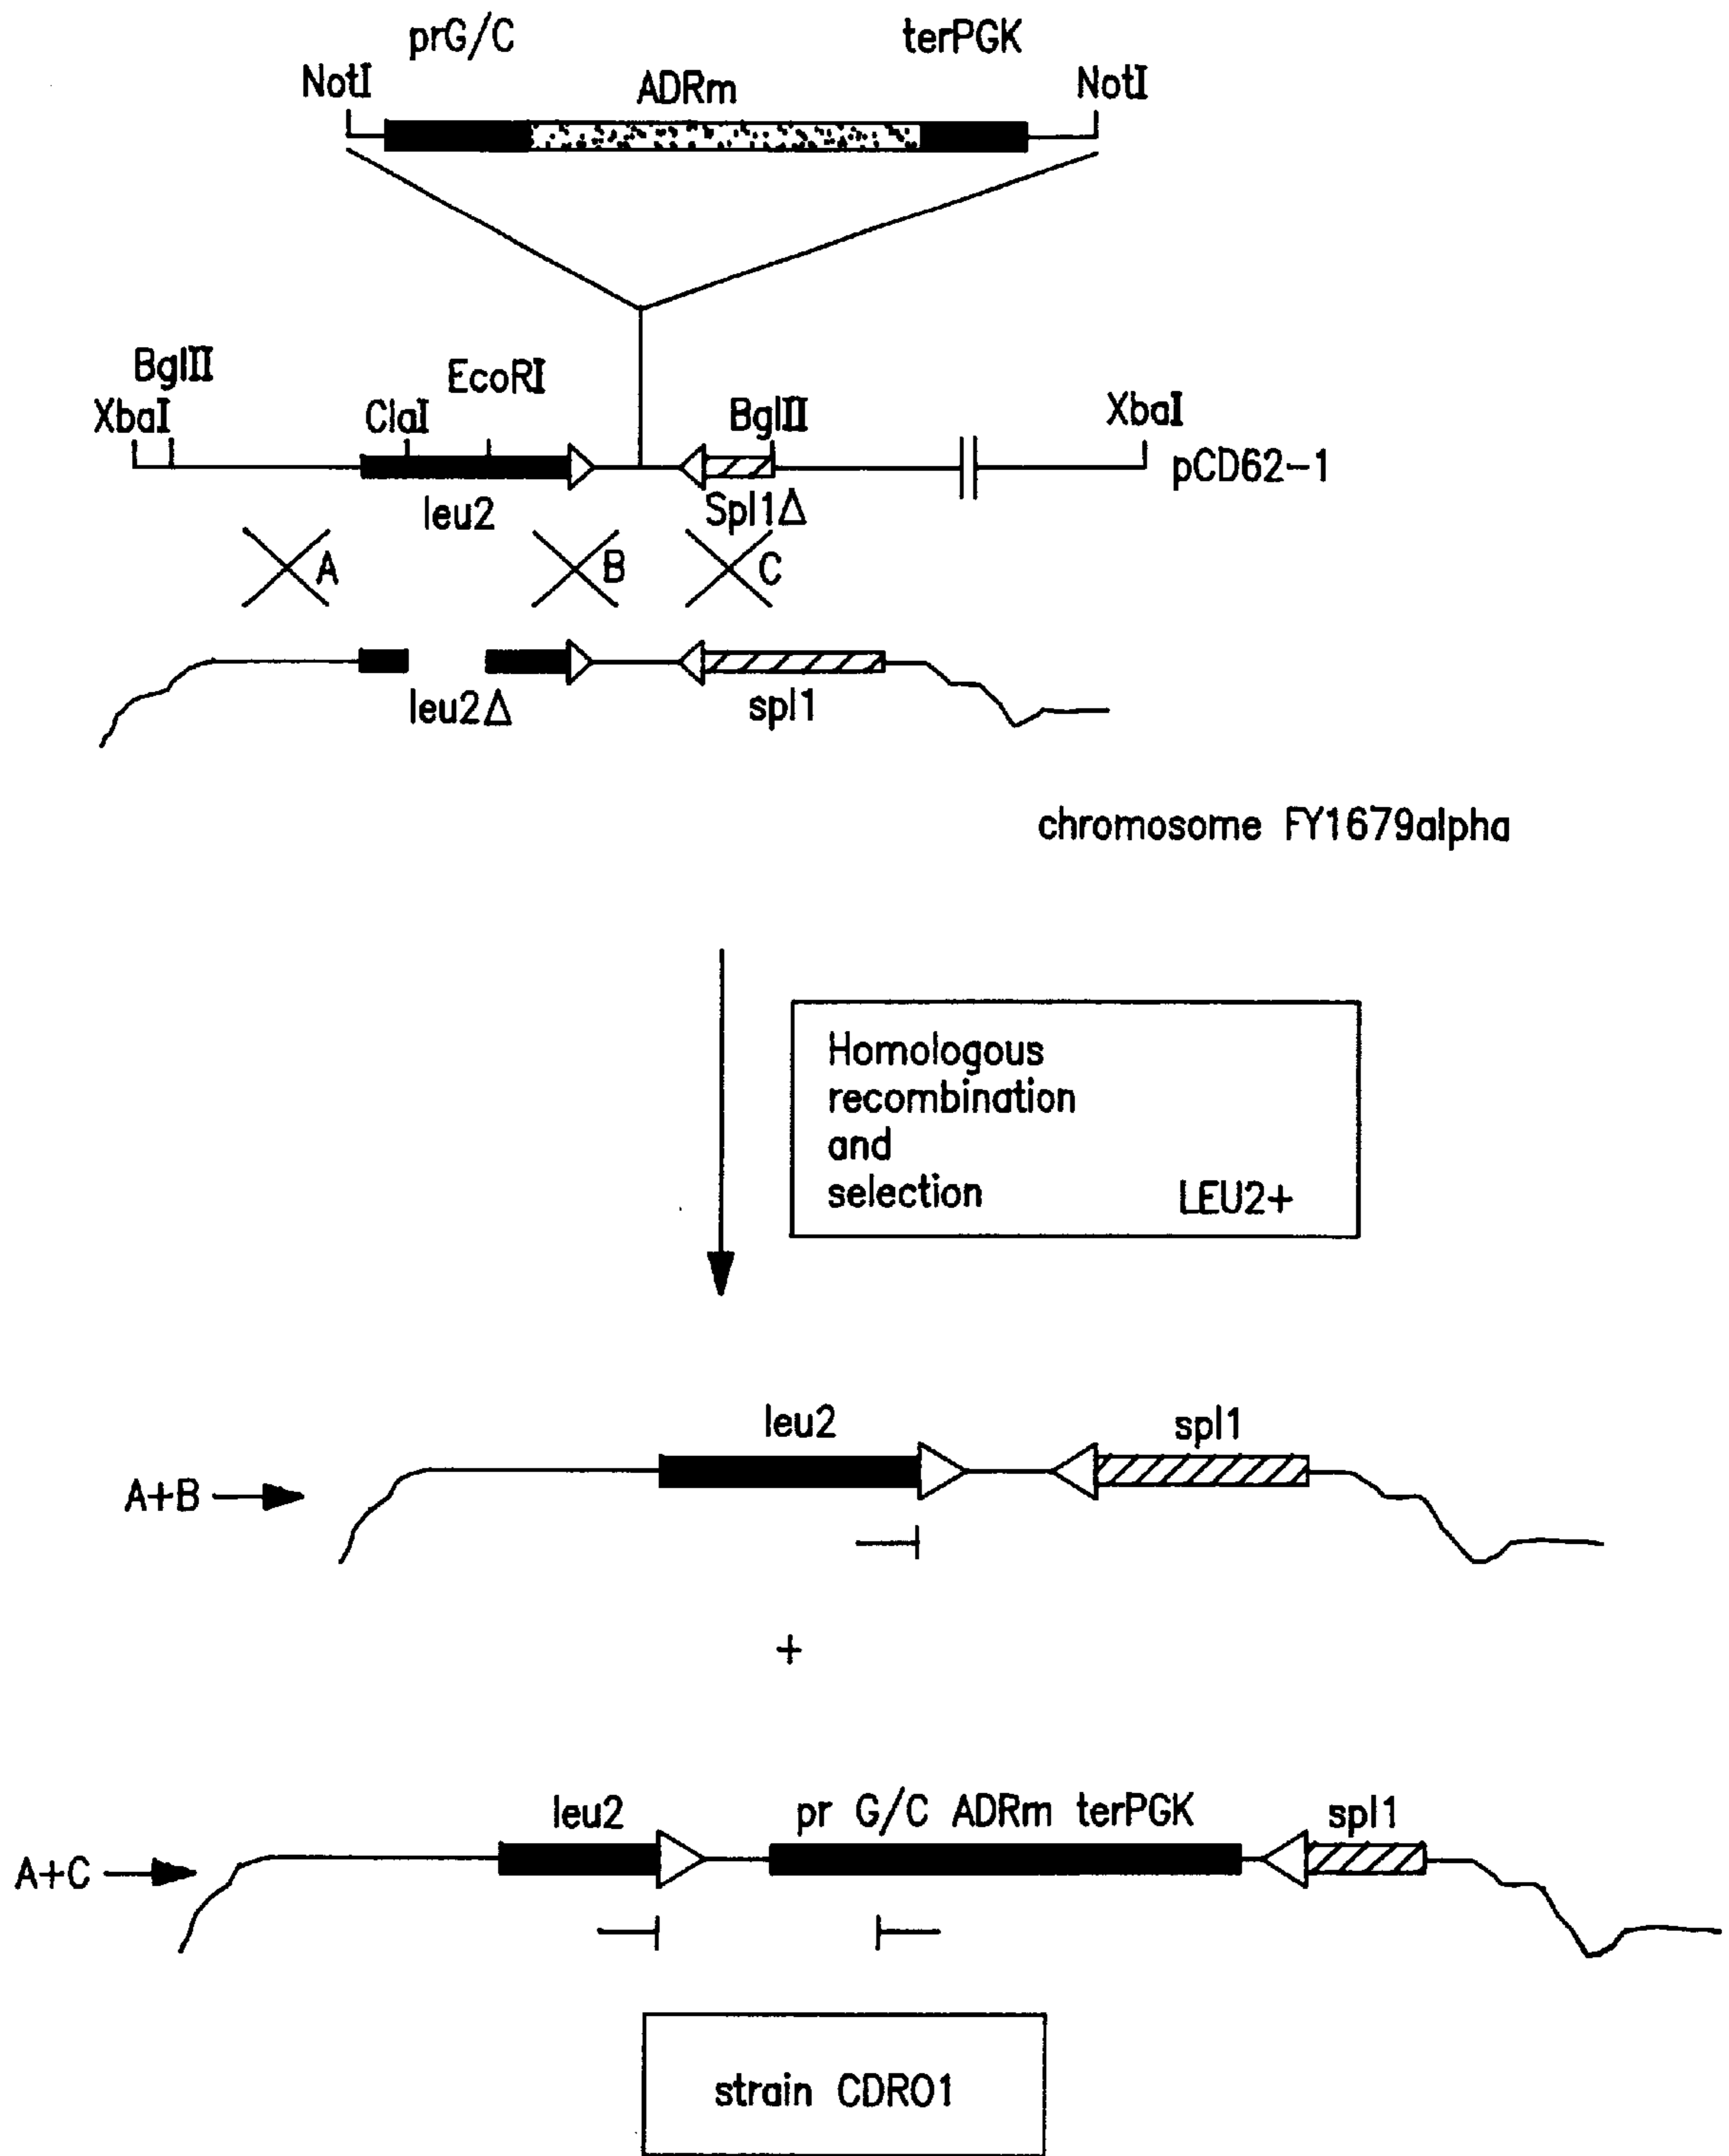 prG/C
terPGK
NotI
ADRm
NotI
BglII
EcoRI
XbaI
ClaI
BglII
XbaI
pCD62-1
leu2
Spl1Δ
A
B
C
leu2Δ
spl1
chromosome FY1679alpha
Homologous
recombination
and
selection LEU2+
leu2
spl1
A+B
+
leu2
pr G/C ADRm terPGK
spl1
A+C
strain CDRO1